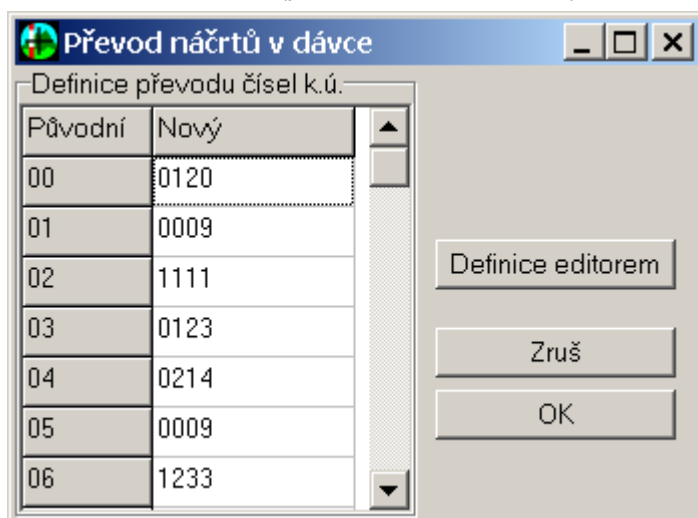 Převod náčrtů v dávce
Definice převodu čísel k.ú.
Původní Nový
00 0120
01 0009
02 1111
03 0123
04 0214
05 0009
06 1233
Definice editorem
Zruš
OK